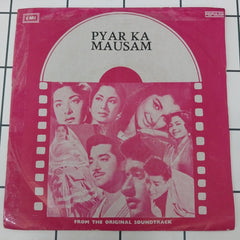 EMI
PYAR KA
MAUSAM
FROM THE ORIGINAL SOUNDTRACK